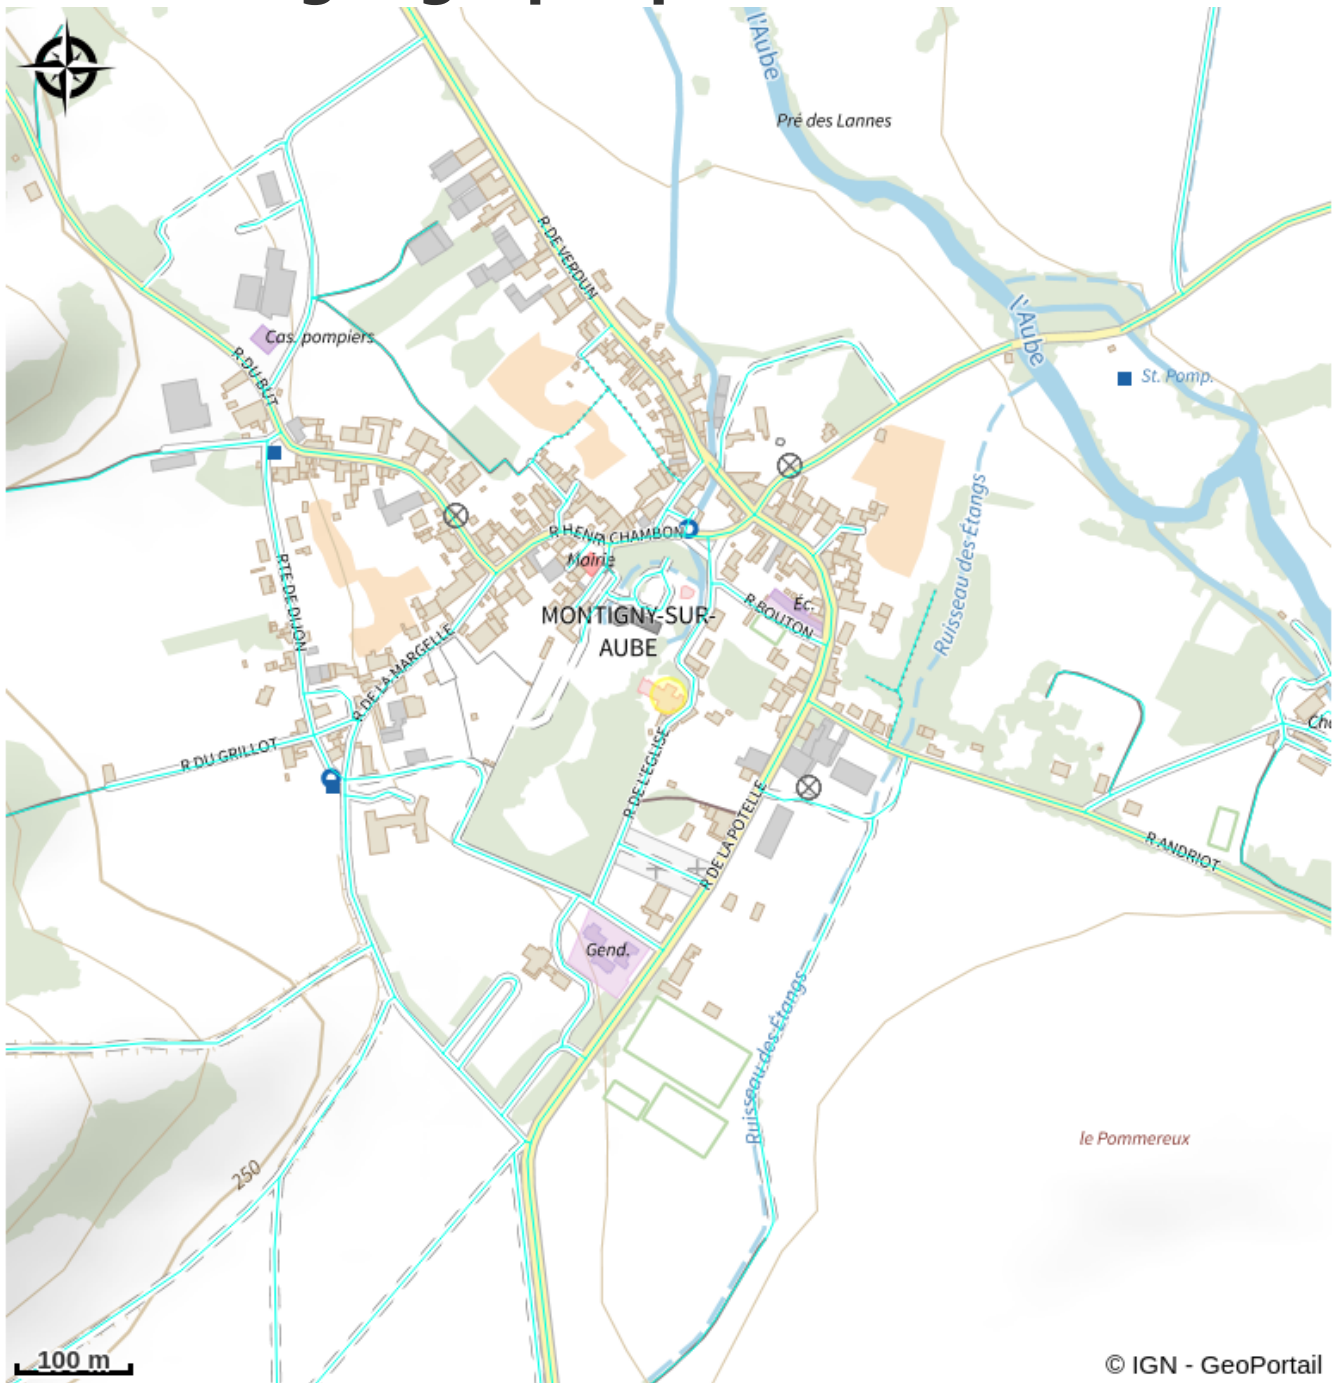 l'Aube
Pré des Lannes
R DE VERDUN
l'Aube
Cas. pompiers
R DU BUT
St. Pomp.
Ruisseau des Étangs
R HENRI CHAMBON
Mairie
RTE DE DIJON
Éc.
R BOUTON
MONTIGNY-SUR-
AUBE
R DE LA MARGELLE
R DU GRILLOT
R DE L'EGLISE
R DE LA POTELLE
R ANDRIOT
Gend.
Ruisseau des Étangs
le Pommereux
250
100 m
© IGN - GeoPortail